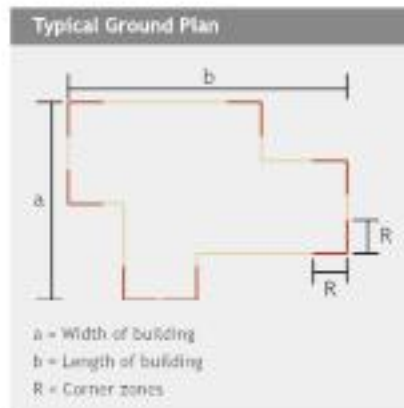 Typical Ground Plan
b
a
R
R
a = Width of building
b = Length of building
R = Corner zones